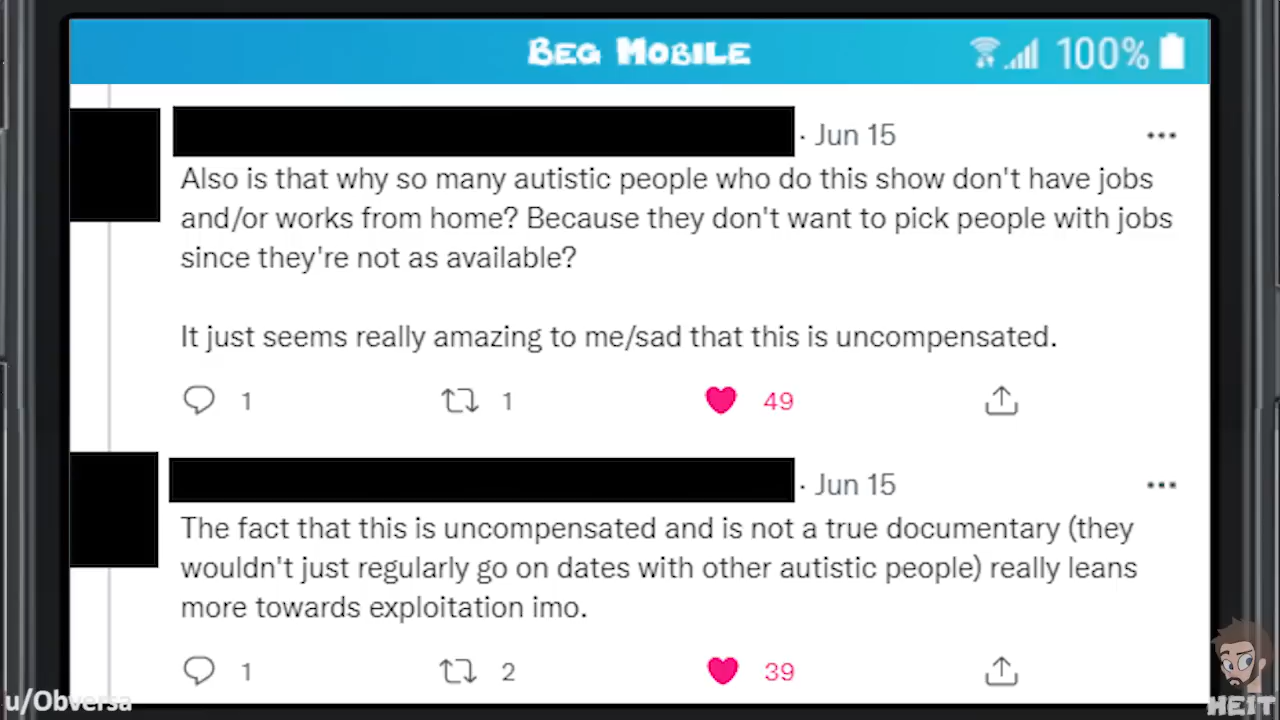 Beg Mobile
100%
· Jun 15
Also is that why so many autistic people who do this show don't have jobs
and/or works from home? Because they don't want to pick people with jobs
since they're not as available?
It just seems really amazing to me/sad that this is uncompensated.
1 1 49
· Jun 15
The fact that this is uncompensated and is not a true documentary (they
wouldn't just regularly go on dates with other autistic people) really leans
more towards exploitation imo.
1 2 39
u/Obversa
HEIT